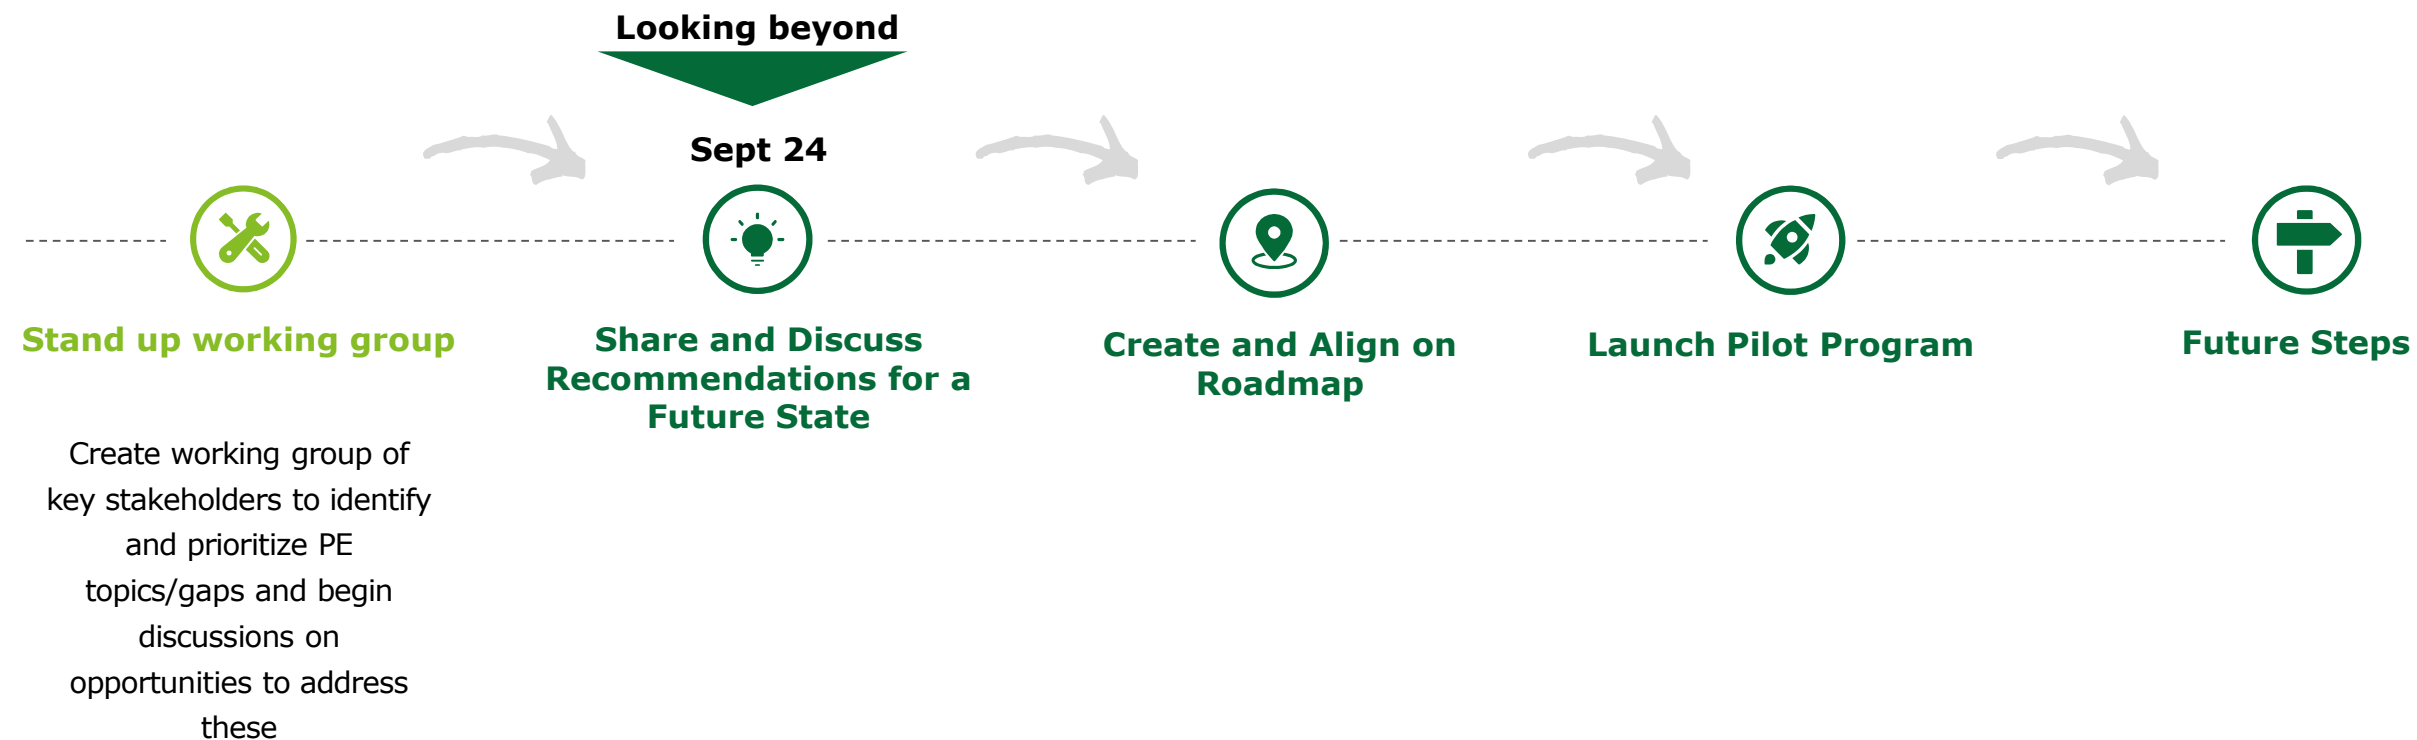 Looking beyond
Sept 24
Stand up working group
Create working group of
key stakeholders to identify
and prioritize PE
topics/gaps and begin
discussions on
opportunities to address
these
Share and Discuss
Recommendations for a
Future State
Create and Align on
Roadmap
Launch Pilot Program
Future Steps